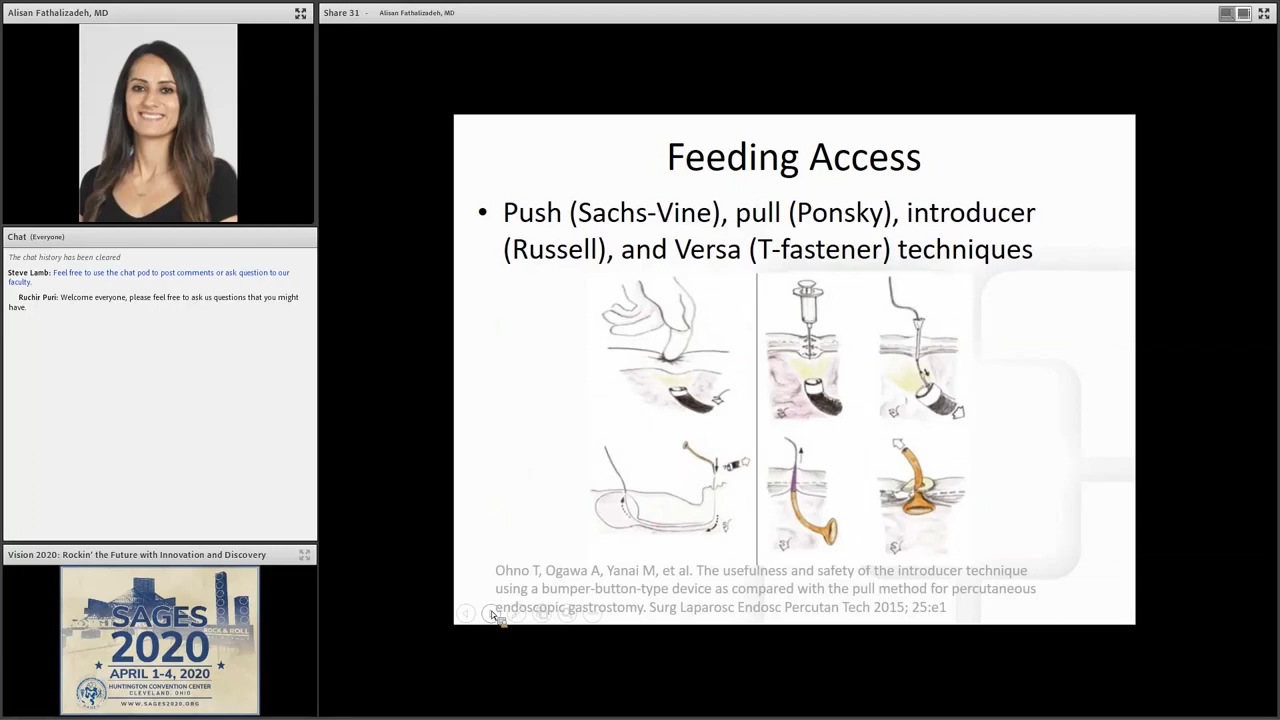 Alisan Fathalizadeh, MD
Share 31 - Alisan Fathalizadeh, MD
Chat (Everyone)
The chat history has been cleared
Steve Lamb: Feel free to use the chat pod to post comments or ask question to our
faculty.
Ruchir Puri: Welcome everyone, please feel free to ask us questions that you might
have.
Vision 2020: Rockin' the Future with Innovation and Discovery
SAGES
ROCK & ROLL
2020
APRIL 1-4, 2020
HUNTINGTON CONVENTION CENTER
CLEVELAND, OHIO
WWW.SAGES2020.ORG
Feeding Access
• Push (Sachs-Vine), pull (Ponsky), introducer
(Russell), and Versa (T-fastener) techniques
Ohno T, Ogawa A, Yanai M, et al. The usefulness and safety of the introducer technique
using a bumper-button-type device as compared with the pull method for percutaneous
endoscopic gastrostomy. Surg Laparosc Endosc Percutan Tech 2015; 25:e1